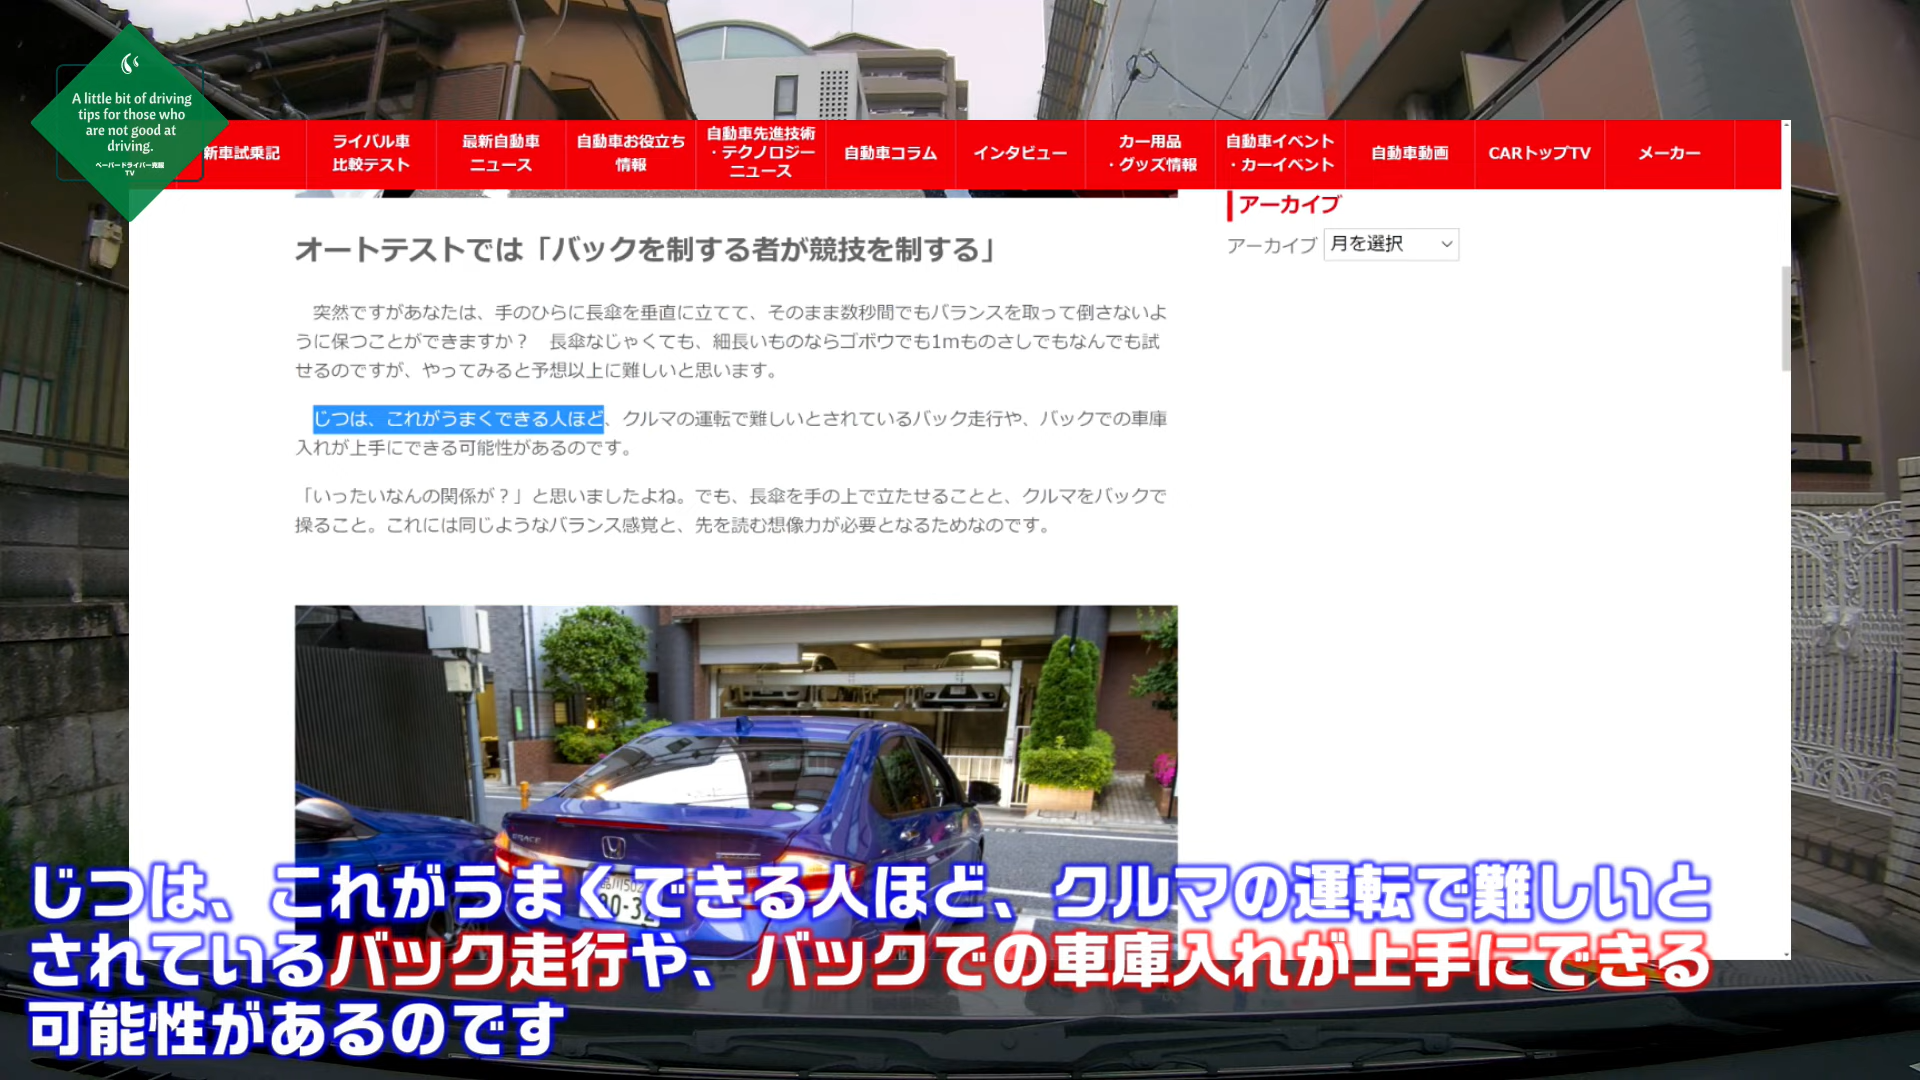 A little bit of driving
tips for those who
are not good at
driving.
ペーパードライバー克服
TV
新車試乗記
ライバル車
比較テスト
最新自動車
ニュース
自動車お役立ち
情報
自動車先進技術
・テクノロジー
ニュース
自動車コラム
インタビュー
カー用品
・グッズ情報
自動車イベント
・カーイベント
自動車動画
CARトップTV
メーカー
アーカイブ
アーカイブ 月を選択
オートテストでは「バックを制する者が競技を制する」
突然ですがあなたは、手のひらに長傘を垂直に立てて、そのまま数秒間でもバランスを取って倒さないよ
うに保つことができますか？ 長傘なじゃくても、細長いものならゴボウでも1mものさしでもなんでも試
せるのですが、やってみると予想以上に難しいと思います。
じつは、これがうまくできる人ほど、クルマの運転で難しいとされているバック走行や、バックでの車庫
入れが上手にできる可能性があるのです。
「いったいなんの関係が？」と思いましたよね。でも、長傘を手の上で立たせることと、クルマをバックで
操ること。これには同じようなバランス感覚と、先を読む想像力が必要となるためなのです。
GRACE
じつは、これがうまくできる人ほど、クルマの運転で難しいと
されているバック走行や、バックでの車庫入れが上手にできる
可能性があるのです